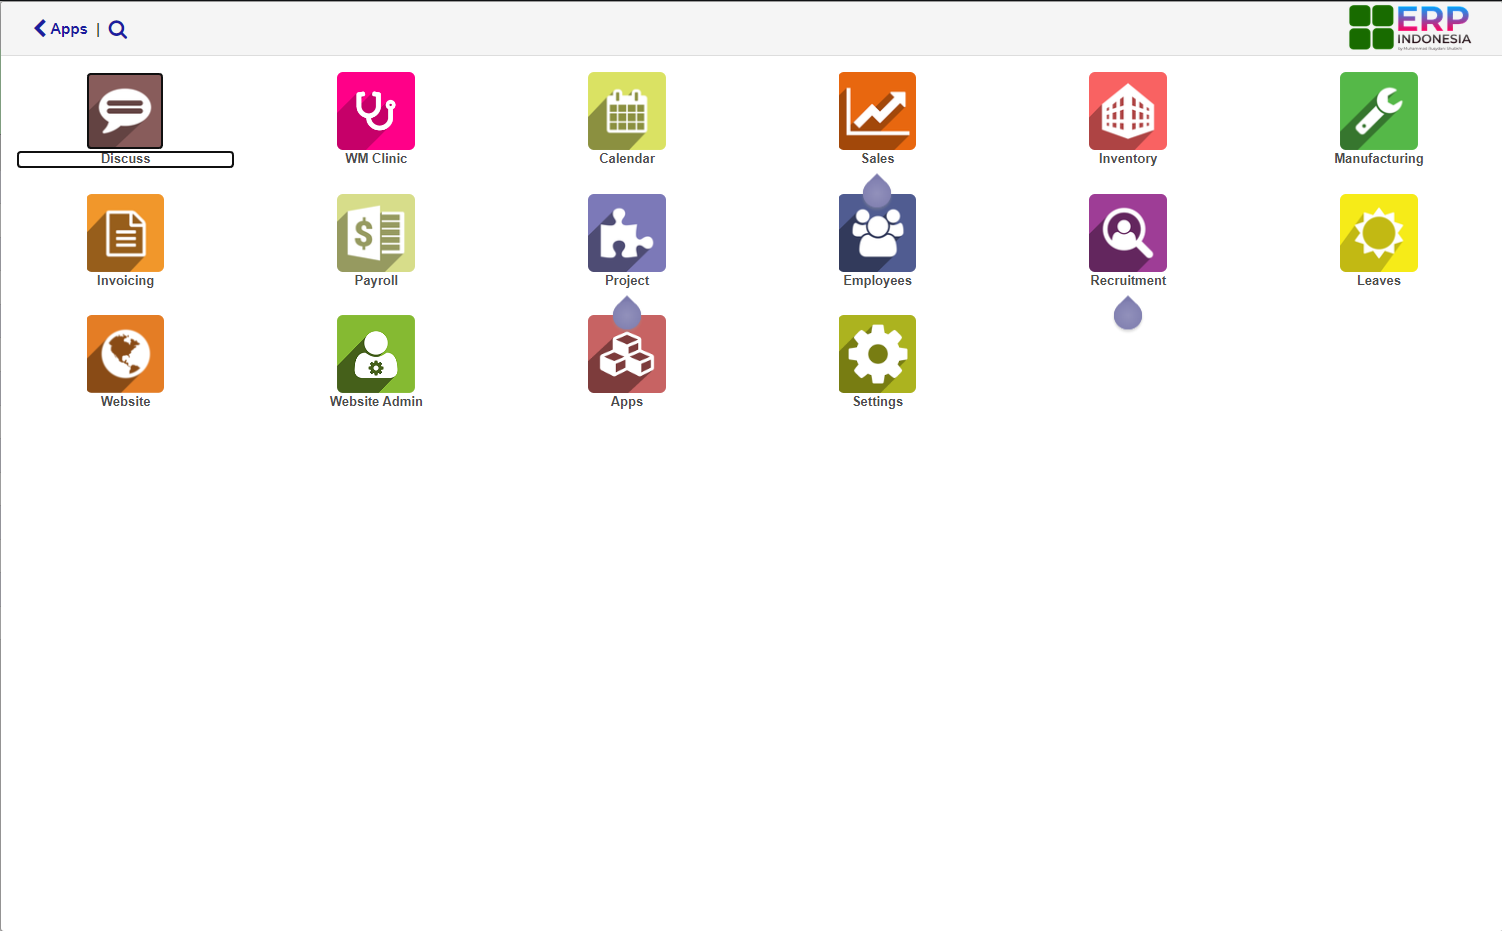 Apps |
ERP
INDONESIA
Discuss
WM Clinic
Calendar
Sales
Inventory
Manufacturing
Invoicing
Payroll
Project
Employees
Recruitment
Leaves
Website
Website Admin
Apps
Settings